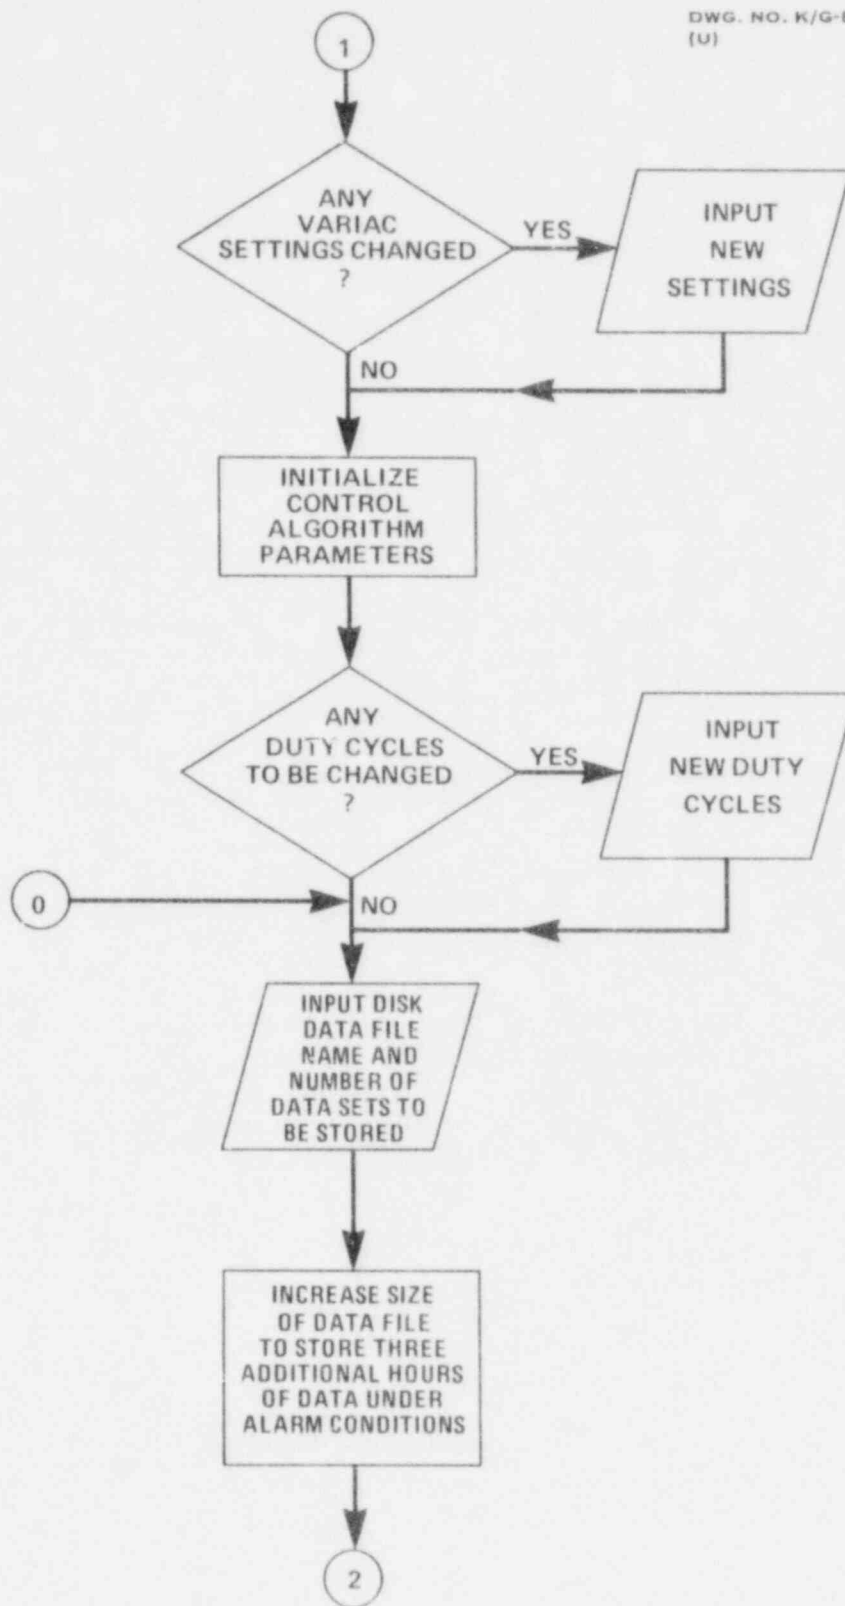 DWG. NO. K/G-
(U)
1
ANY
VARIAC
SETTINGS CHANGED
?
YES
INPUT
NEW
SETTINGS
NO
INITIALIZE
CONTROL
ALGORITHM
PARAMETERS
ANY
DUTY CYCLES
TO BE CHANGED
?
YES
INPUT
NEW DUTY
CYCLES
0
NO
INPUT DISK
DATA FILE
NAME AND
NUMBER OF
DATA SETS TO
BE STORED
INCREASE SIZE
OF DATA FILE
TO STORE THREE
ADDITIONAL HOURS
OF DATA UNDER
ALARM CONDITIONS
2